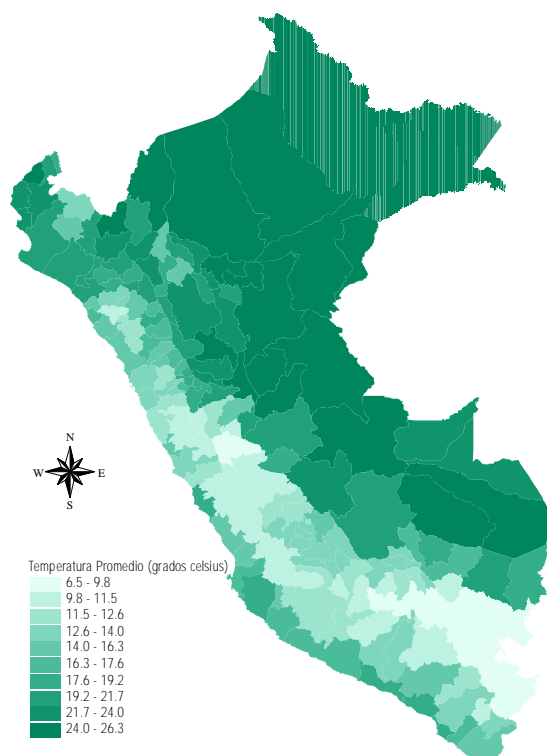 N
W E
S
Temperatura Promedio (grados celsius)
6.5 - 9.8
9.8 - 11.5
11.5 - 12.6
12.6 - 14.0
14.0 - 16.3
16.3 - 17.6
17.6 - 19.2
19.2 - 21.7
21.7 - 24.0
24.0 - 26.3